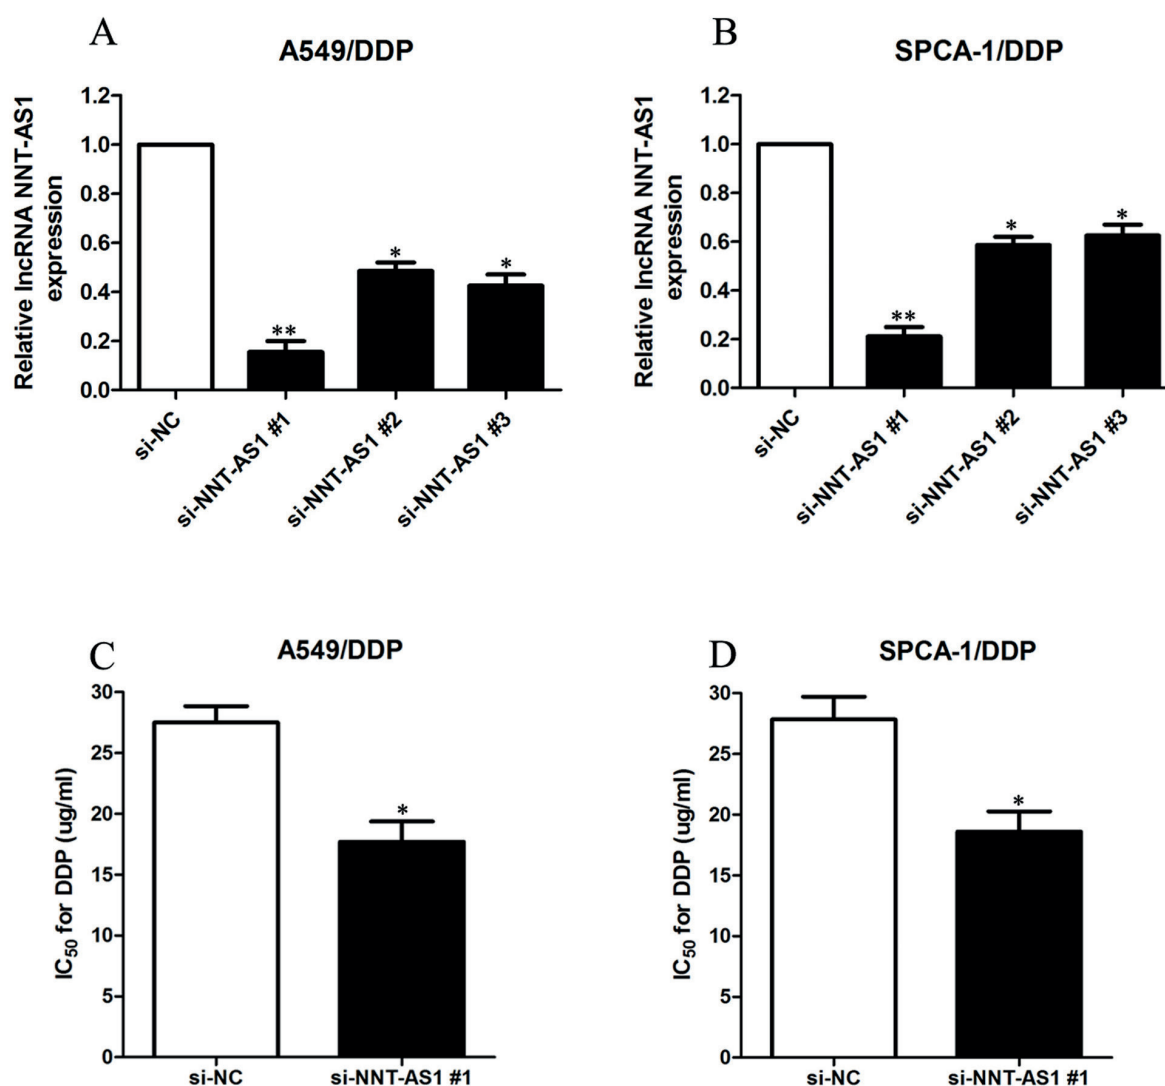 A
A549/DDP
Relative lncRNA NNT-AS1
expression
1.2
1.0
0.8
0.6
0.4
0.2
0.0
**
*
*
si-NC
si-NNT-AS1 #1
si-NNT-AS1 #2
si-NNT-AS1 #3
B
SPCA-1/DDP
Relative lncRNA NNT-AS1
expression
1.2
1.0
0.8
0.6
0.4
0.2
0.0
**
*
*
si-NC
si-NNT-AS1 #1
si-NNT-AS1 #2
si-NNT-AS1 #3
C
A549/DDP
IC50 for DDP (ug/ml)
30
25
20
15
10
5
0
*
si-NC
si-NNT-AS1 #1
D
SPCA-1/DDP
IC50 for DDP (ug/ml)
30
25
20
15
10
5
0
*
si-NC
si-NNT-AS1 #1